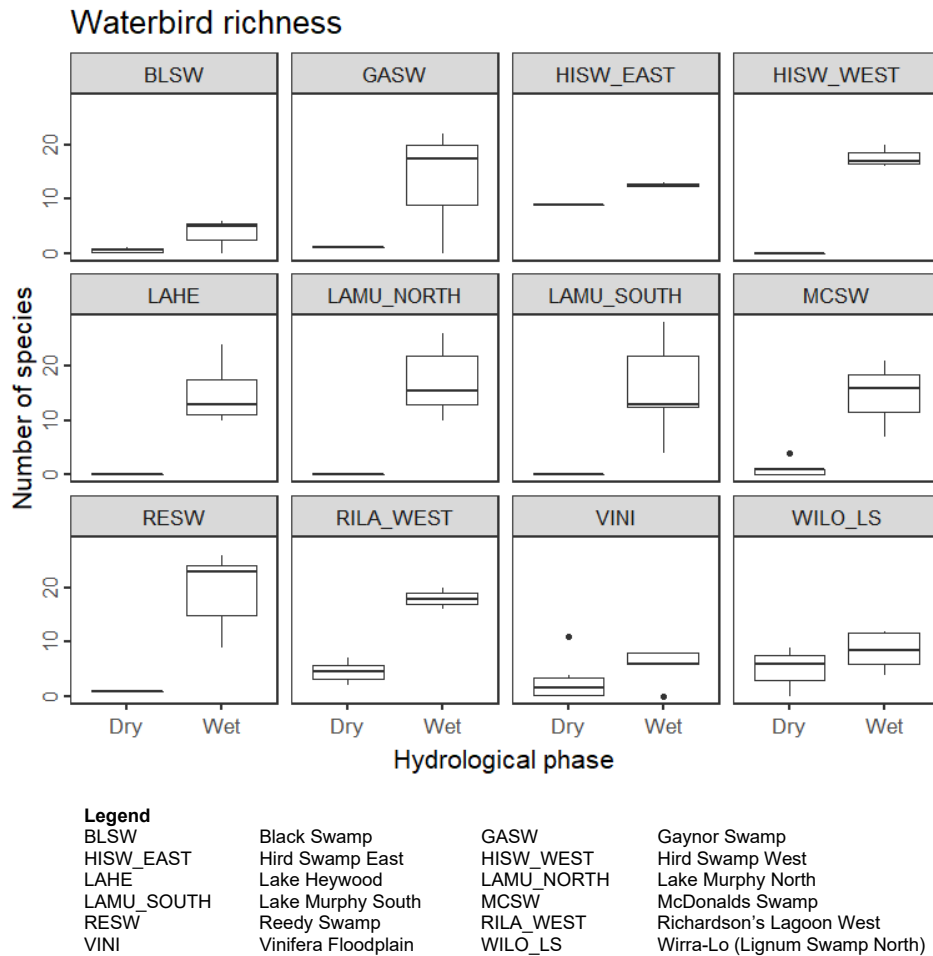 Waterbird richness
BLSW GASW HISW_EAST HISW_WEST
20
10
0
LAHE LAMU_NORTH LAMU_SOUTH MCSW
20
10
0
RESW RILA_WEST VINI WILO_LS
20
10
0
Number of species
Dry Wet Dry Wet Dry Wet Dry Wet
Hydrological phase
Legend
BLSW Black Swamp GASW Gaynor Swamp
HISW_EAST Hird Swamp East HISW_WEST Hird Swamp West
LAHE Lake Heywood LAMU_NORTH Lake Murphy North
LAMU_SOUTH Lake Murphy South MCSW McDonalds Swamp
RESW Reedy Swamp RILA_WEST Richardson’s Lagoon West
VINI Vinifera Floodplain WILO_LS Wirra-Lo (Lignum Swamp North)